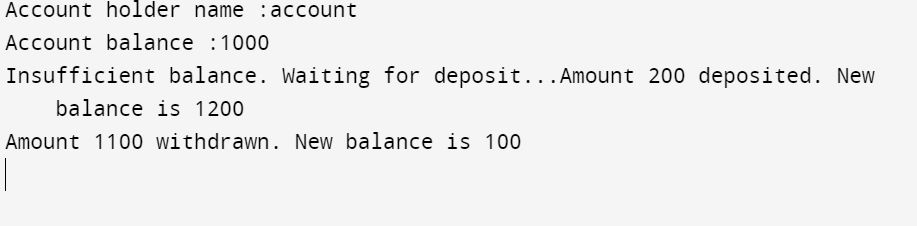 Account holder name :account
Account balance :1000
Insufficient balance. Waiting for deposit...Amount 200 deposited. New
balance is 1200
Amount 1100 withdrawn. New balance is 100